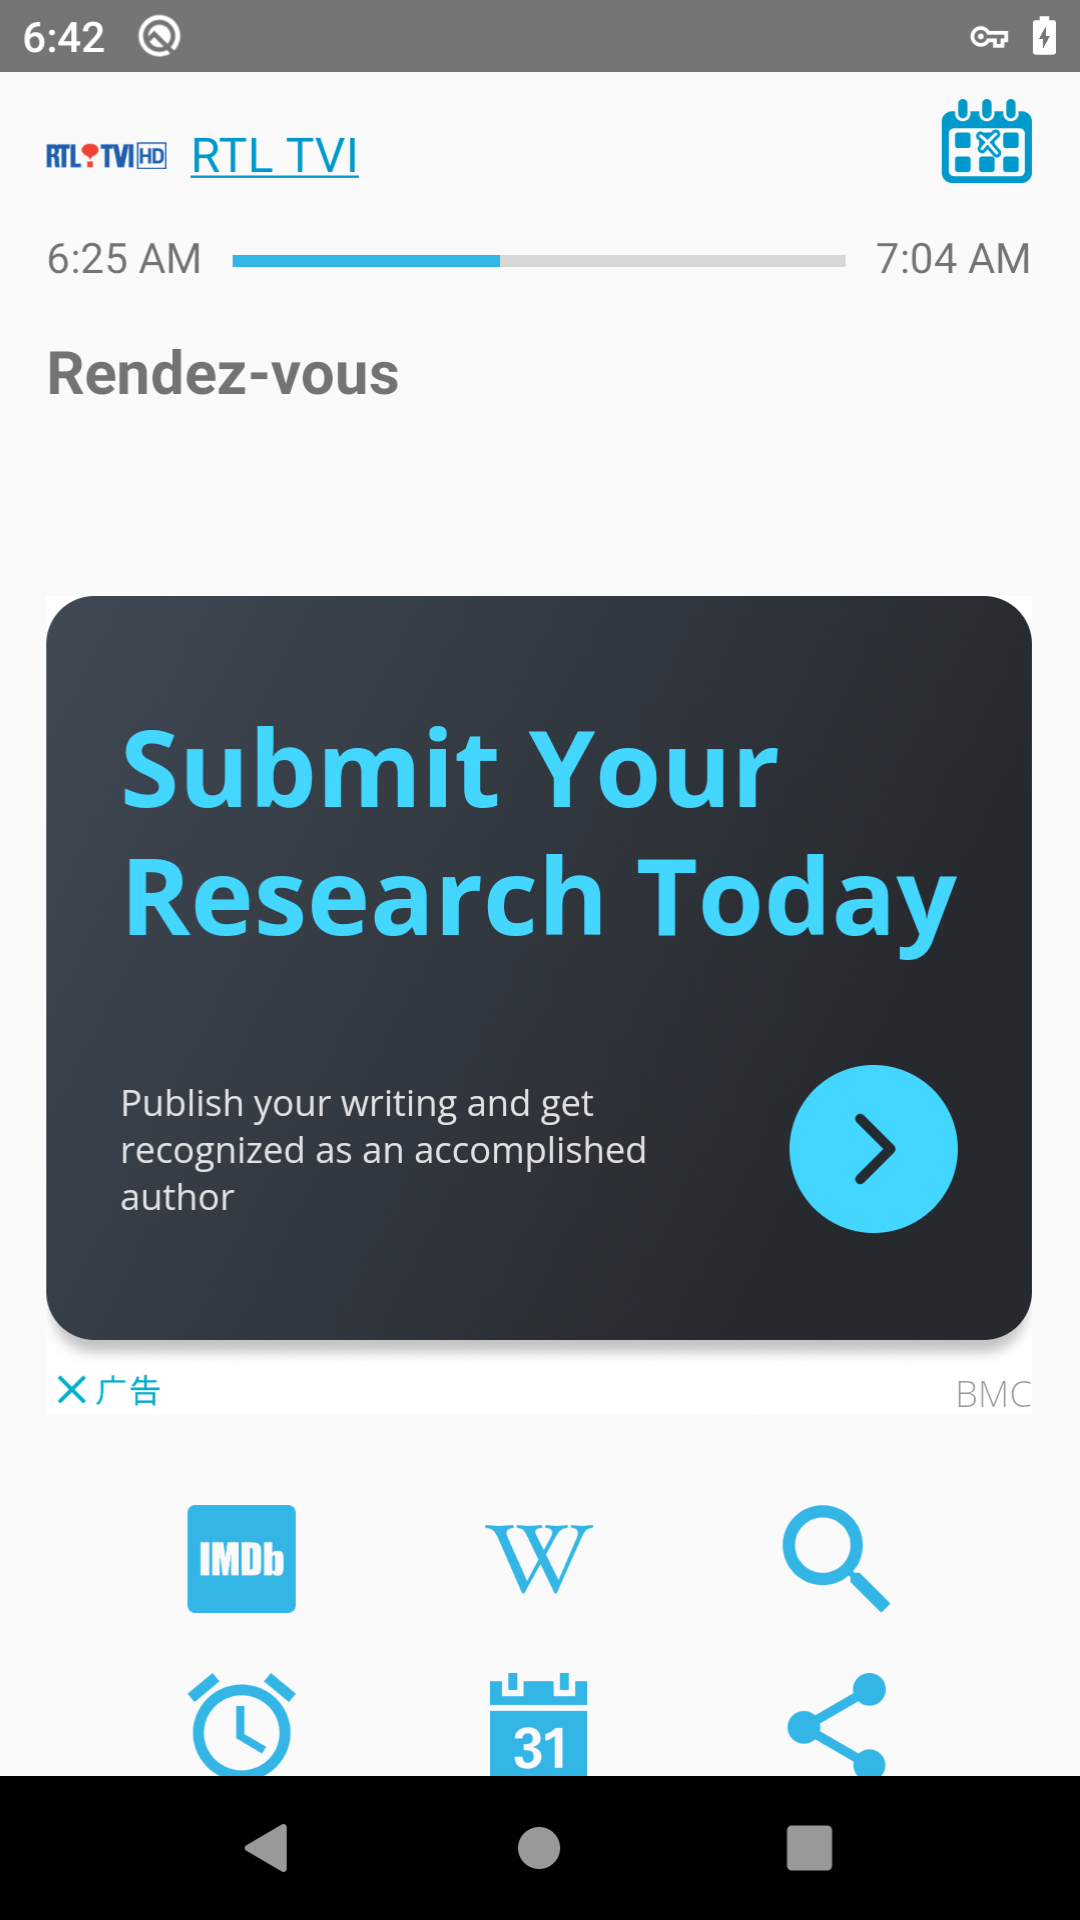 6:42
RTL TVI HD RTL TVI
6:25 AM 7:04 AM
Rendez-vous
Submit Your
Research Today
Publish your writing and get
recognized as an accomplished
author
广告 BMC
IMDb W
31